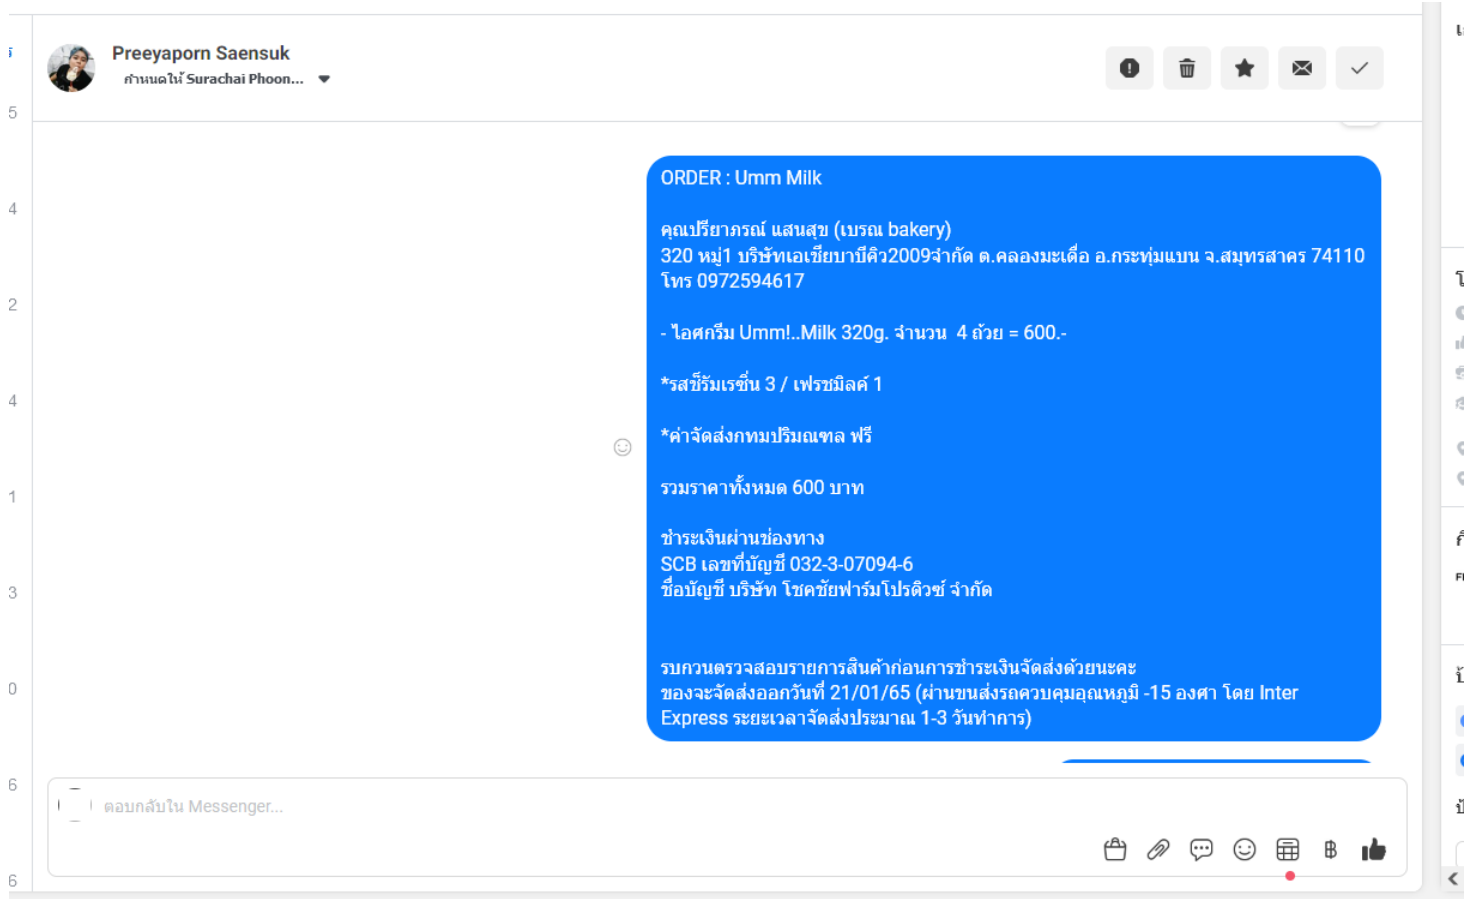 Preeyaporn Saensuk
กำหนดให้ Surachai Phoon...
ORDER : Umm Milk
คุณปรียาภรณ์ แสนสุข (เบรณ bakery)
320 หมู่1 บริษัทเอเชียบาบีคิว2009จำกัด ต.คลองมะเดื่อ อ.กระทุ่มแบน จ.สมุทรสาคร 74110
โทร 0972594617
- ไอศกรีม Umm!..Milk 320g. จำนวน 4 ถ้วย = 600.-
*รสช็รัมเรซิ่น 3 / เฟรชมิลค์ 1
*ค่าจัดส่งกทมปริมณฑล ฟรี
รวมราคาทั้งหมด 600 บาท
ชำระเงินผ่านช่องทาง
SCB เลขที่บัญชี 032-3-07094-6
ชื่อบัญชี บริษัท โชคชัยฟาร์มโปรดิวซ์ จำกัด
รบกวนตรวจสอบรายการสินค้าก่อนการชำระเงินจัดส่งด้วยนะคะ
ของจะจัดส่งออกวันที่ 21/01/65 (ผ่านขนส่งรถควบคุมอุณหภูมิ -15 องศา โดย Inter
Express ระยะเวลาจัดส่งประมาณ 1-3 วันทำการ)
ตอบกลับใน Messenger...
5
4
2
4
1
3
0
6
6